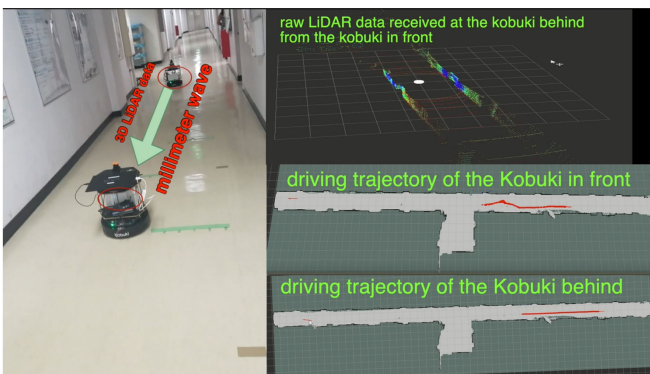 3D LiDAR data
millimeter wave
Kobuki
raw LiDAR data received at the kobuki behind
from the kobuki in front
driving trajectory of the Kobuki in front
driving trajectory of the Kobuki behind